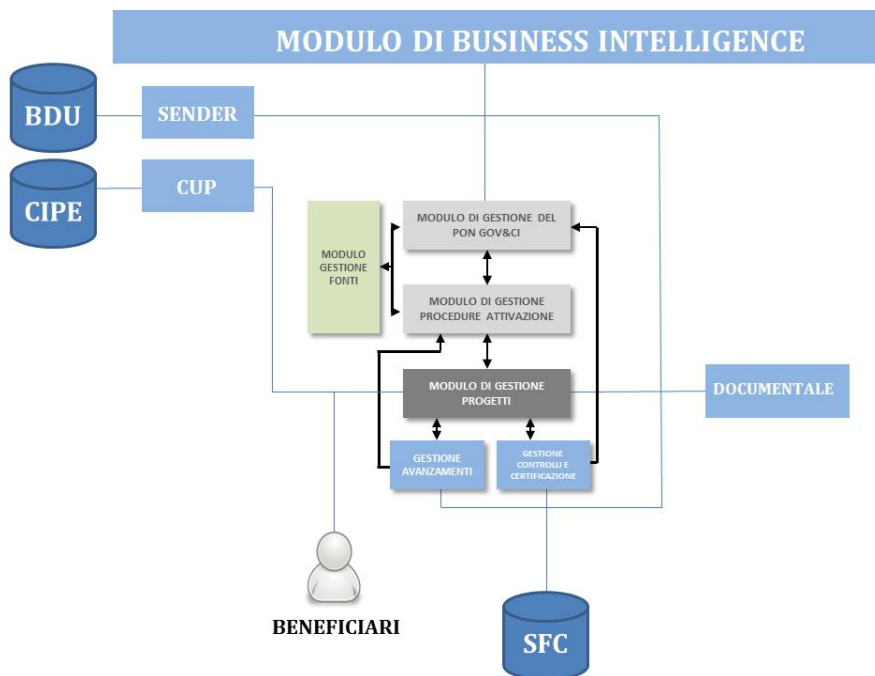 MODULO DI BUSINESS INTELLIGENCE
BDU
SENDER
CIPE
CUP
MODULO DI GESTIONE DEL
PON GOV&CI
MODULO
GESTIONE
FONTI
MODULO DI GESTIONE
PROCEDURE ATTIVAZIONE
MODULO DI GESTIONE
PROGETTI
DOCUMENTALE
GESTIONE
AVANZAMENTI
GESTIONE
CONTROLLI E
CERTIFICAZIONE
BENEFICIARI
SFC